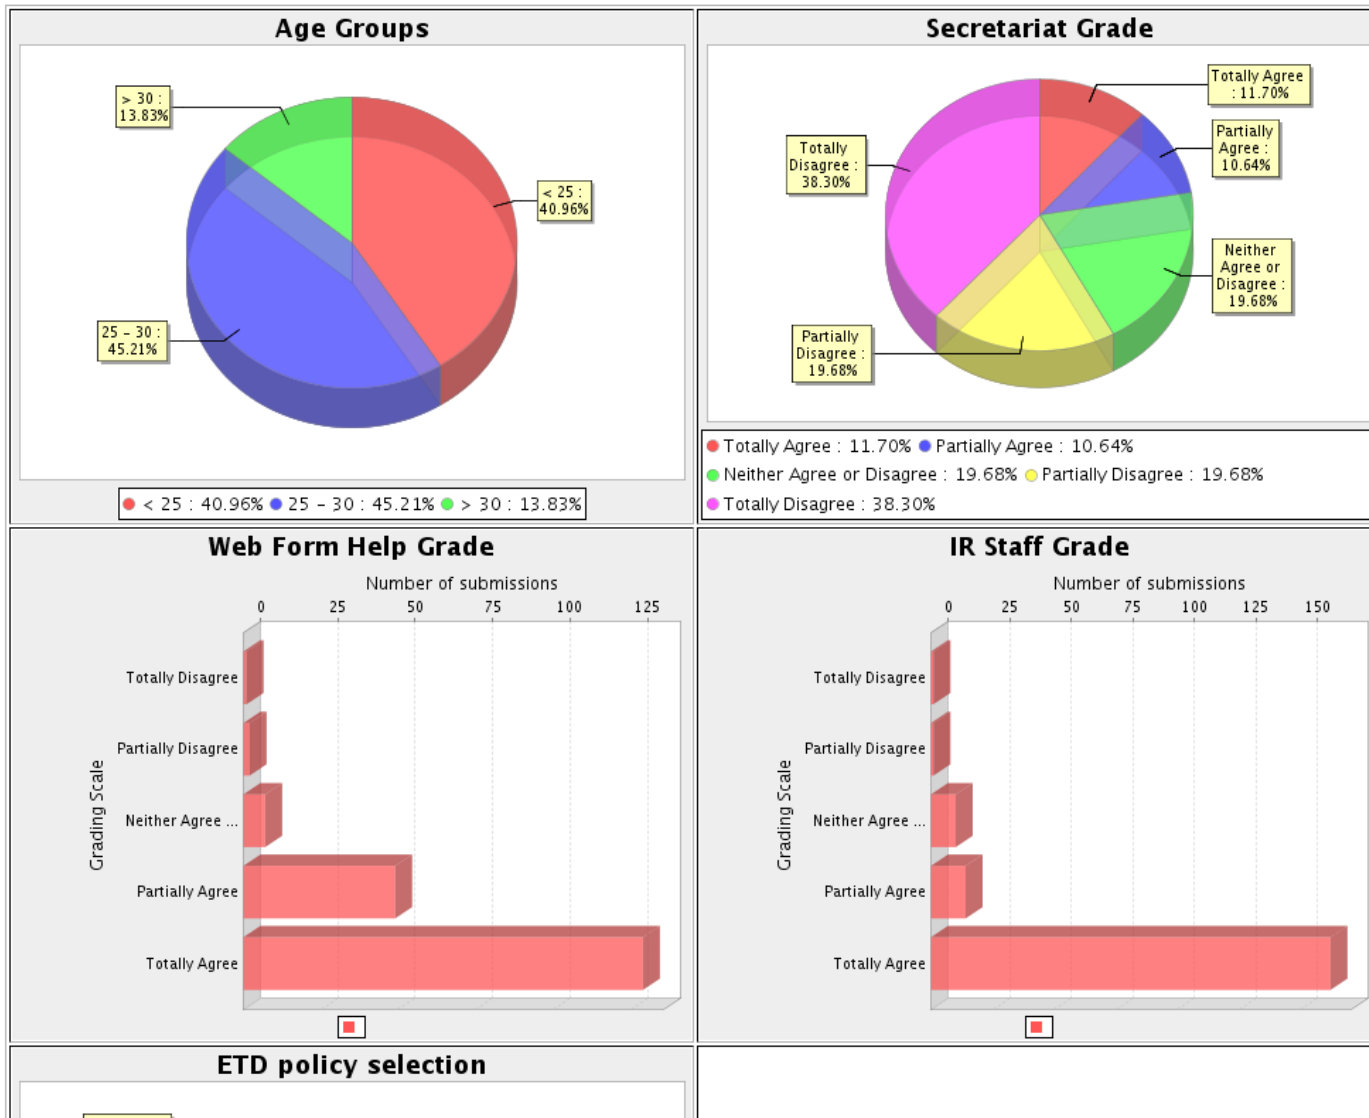 Age Groups
> 30 :
13.83%
< 25 :
40.96%
25 – 30 :
45.21%
< 25 : 40.96% 25 – 30 : 45.21% > 30 : 13.83%
Secretariat Grade
Totally Agree
: 11.70%
Partially
Agree :
10.64%
Totally
Disagree :
38.30%
Neither
Agree or
Disagree :
19.68%
Partially
Disagree :
19.68%
Totally Agree : 11.70% Partially Agree : 10.64%
Neither Agree or Disagree : 19.68% Partially Disagree : 19.68%
Totally Disagree : 38.30%
Web Form Help Grade
Number of submissions
0 25 50 75 100 125
Grading Scale
Totally Disagree
Partially Disagree
Neither Agree ...
Partially Agree
Totally Agree
IR Staff Grade
Number of submissions
0 25 50 75 100 125 150
Grading Scale
Totally Disagree
Partially Disagree
Neither Agree ...
Partially Agree
Totally Agree
ETD policy selection